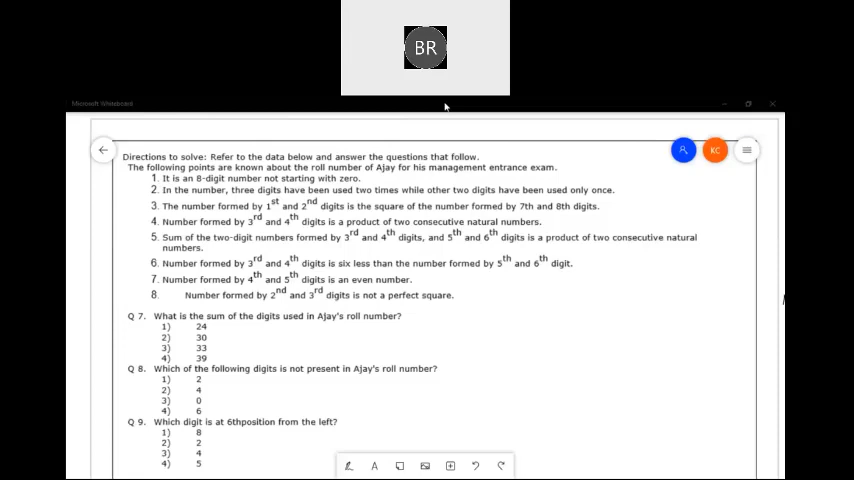 BR
Microsoft Whiteboard
KC
Directions to solve: Refer to the data below and answer the questions that follow.
The following points are known about the roll number of Ajay for his management entrance exam.
1. It is an 8-digit number not starting with zero.
2. In the number, three digits have been used two times while other two digits have been used only once.
3. The number formed by 1st and 2nd digits is the square of the number formed by 7th and 8th digits.
4. Number formed by 3rd and 4th digits is a product of two consecutive natural numbers.
5. Sum of the two-digit numbers formed by 3rd and 4th digits, and 5th and 6th digits is a product of two consecutive natural
numbers.
6. Number formed by 3rd and 4th digits is six less than the number formed by 5th and 6th digit.
7. Number formed by 4th and 5th digits is an even number.
8. Number formed by 2nd and 3rd digits is not a perfect square.
Q 7. What is the sum of the digits used in Ajay's roll number?
1) 24
2) 30
3) 33
4) 39
Q 8. Which of the following digits is not present in Ajay's roll number?
1) 2
2) 4
3) 0
4) 6
Q 9. Which digit is at 6thposition from the left?
1) 8
2) 2
3) 4
4) 5
A